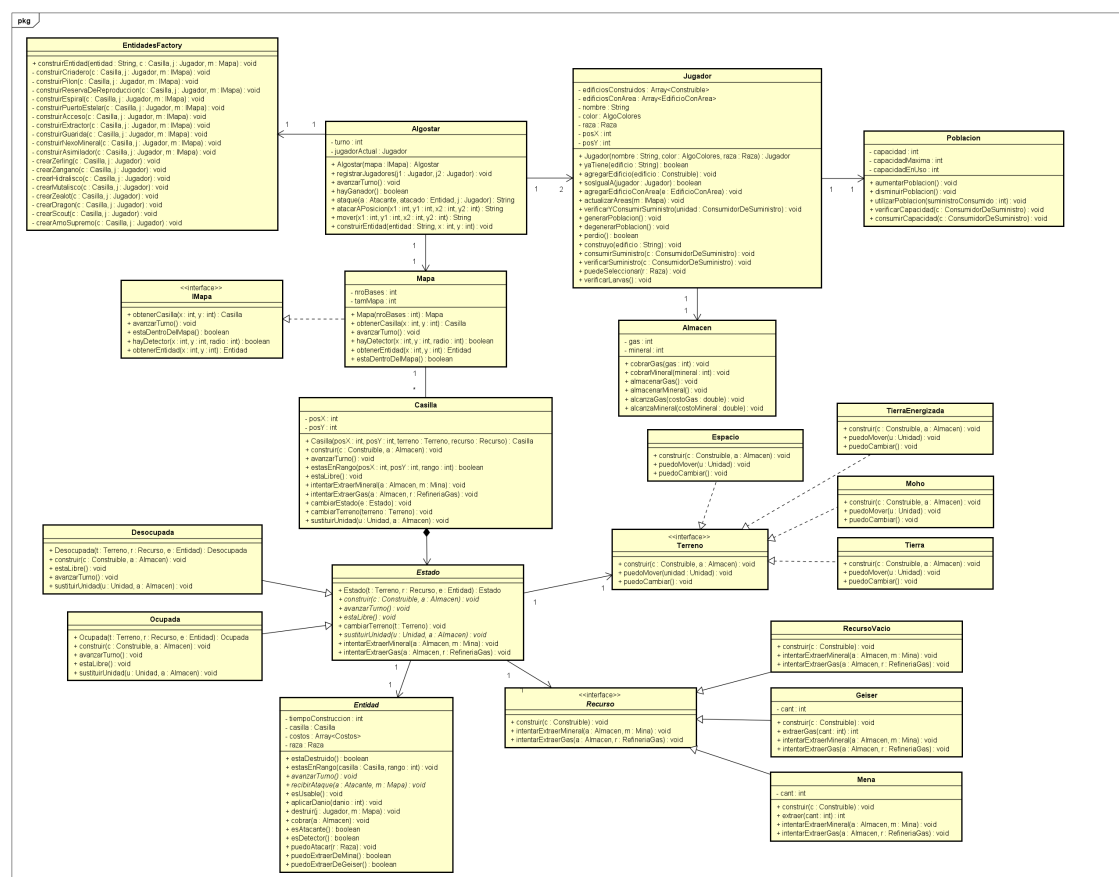 pkg
EntidadesFactory
+ construirEntidad(entidad : String, c : Casilla, j : Jugador, m : Mapa) : void
- construirCriadero(c : Casilla, j : Jugador, m : IMapa) : void
- construirPilon(c : Casilla, j : Jugador, m : IMapa) : void
- construirReservaDeReproduccion(c : Casilla, j : Jugador, m : IMapa) : void
- construirEspiral(c : Casilla, j : Jugador, m : IMapa) : void
- construirPuertoEstelar(c : Casilla, j : Jugador, m : IMapa) : void
- construirAcceso(c : Casilla, j : Jugador, m : IMapa) : void
- construirExtractor(c : Casilla, j : Jugador, m : IMapa) : void
- construirGuarida(c : Casilla, j : Jugador, m : IMapa) : void
- construirNexoMineral(c : Casilla, j : Jugador, m : IMapa) : void
- construirAsimilador(c : Casilla, j : Jugador, m : IMapa) : void
- crearZerling(c : Casilla, j : Jugador) : void
- crearZangano(c : Casilla, j : Jugador) : void
- crearHidralisco(c : Casilla, j : Jugador) : void
- crearMutalisco(c : Casilla, j : Jugador) : void
- crearZealot(c : Casilla, j : Jugador) : void
- crearDragon(c : Casilla, j : Jugador) : void
- crearScout(c : Casilla, j : Jugador) : void
- crearAmoSupremo(c : Casilla, j : Jugador) : void
1
1
Algostar
- turno : int
- jugadorActual : Jugador
+ Algostar(mapa : IMapa) : Algostar
+ registrarJugadores(j1 : Jugador, j2 : Jugador) : void
+ avanzarTurno() : void
+ hayGanador() : boolean
+ ataque(a : Atacante, atacado : Entidad, j : Jugador) : String
+ atacarAPosicion(x1 : int, y1 : int, x2 : int, y2 : int) : String
+ mover(x1 : int, y1 : int, x2 : int, y2 : int) : String
+ construirEntidad(entidad : String, x : int, y : int) : void
1
2
Jugador
- edificiosConstruidos : Array<Construible>
- edificiosConArea : Array<EdificioConArea>
- nombre : String
- color : AlgoColores
- raza : Raza
- posX : int
- posY : int
+ Jugador(nombre : String, color : AlgoColores, raza : Raza) : Jugador
+ yaTiene(edificio : String) : boolean
+ agregarEdificio(edificio : Construible) : void
+ sosIgualA(jugador : Jugador) : boolean
+ agregarEdificioConArea(e : EdificioConArea) : void
+ actualizarAreas(m : IMapa) : void
+ verificarYConsumirSuministro(unidad : ConsumidorDeSuministro) : void
+ generarPoblacion() : void
+ degenerarPoblacion() : void
+ perdio() : boolean
+ construyo(edificio : String) : void
+ consumirSuministro(c : ConsumidorDeSuministro) : void
+ verificarSuministro(c : ConsumidorDeSuministro) : void
+ puedeSeleccionar(r : Raza) : void
+ verificarLarvas() : void
1
1
Poblacion
- capacidad : int
- capacidadMaxima : int
- capacidadEnUso : int
+ aumentarPoblacion() : void
+ disminuirPoblacion() : void
+ utilizarPoblacion(suministroConsumido : int) : void
+ verificarCapacidad(c : ConsumidorDeSuministro) : void
+ consumirCapacidad(c : ConsumidorDeSuministro) : void
1
1
<<interface>>
IMapa
+ obtenerCasilla(x : int, y : int) : Casilla
+ avanzarTurno() : void
+ estaDentroDelMapa() : boolean
+ hayDetector(x : int, y : int, radio : int) : boolean
+ obtenerEntidad(x : int, y : int) : Entidad
Mapa
- nroBases : int
- tamMapa : int
+ Mapa(nroBases : int) : Mapa
+ obtenerCasilla(x : int, y : int) : Casilla
+ avanzarTurno() : void
+ hayDetector(x : int, y : int, radio : int) : boolean
+ obtenerEntidad(x : int, y : int) : Entidad
+ estaDentroDelMapa() : boolean
1
1
Almacen
- gas : int
- mineral : int
+ cobrarGas(gas : int) : void
+ cobrarMineral(mineral : int) : void
+ almacenarGas() : void
+ almacenarMineral() : void
+ alcanzaGas(costoGas : double) : void
+ alcanzaMineral(costoMineral : double) : void
1
*
Casilla
- posX : int
- posY : int
+ Casilla(posX : int, posY : int, terreno : Terreno, recurso : Recurso) : Casilla
+ construir(c : Construible, a : Almacen) : void
+ avanzarTurno() : void
+ estasEnRango(posX : int, posY : int, rango : int) : boolean
+ estaLibre() : void
+ intentarExtraerMineral(a : Almacen, m : Mina) : void
+ intentarExtraerGas(a : Almacen, r : RefineriaGas) : void
+ cambiarEstado(e : Estado) : void
+ cambiarTerreno(terreno : Terreno) : void
+ sustituirUnidad(u : Unidad, a : Almacen) : void
Espacio
+ construir(c : Construible, a : Almacen) : void
+ puedoMover(u : Unidad) : void
+ puedoCambiar() : void
TierraEnergizada
+ construir(c : Construible, a : Almacen) : void
+ puedoMover(u : Unidad) : void
+ puedoCambiar() : void
Moho
+ construir(c : Construible, a : Almacen) : void
+ puedoMover(u : Unidad) : void
+ puedoCambiar() : void
Tierra
+ construir(c : Construible, a : Almacen) : void
+ puedoMover(u : Unidad) : void
+ puedoCambiar() : void
<<interface>>
Terreno
+ construir(c : Construible, a : Almacen) : void
+ puedoMover(unidad : Unidad) : void
+ puedoCambiar() : void
Desocupada
+ Desocupada(t : Terreno, r : Recurso, e : Entidad) : Desocupada
+ construir(c : Construible, a : Almacen) : void
+ estaLibre() : void
+ avanzarTurno() : void
+ sustituirUnidad(u : Unidad, a : Almacen) : void
Ocupada
+ Ocupada(t : Terreno, r : Recurso, e : Entidad) : Ocupada
+ construir(c : Construible, a : Almacen) : void
+ avanzarTurno() : void
+ estaLibre() : void
+ sustituirUnidad(u : Unidad, a : Almacen) : void
Estado
+ Estado(t : Terreno, r : Recurso, e : Entidad) : Estado
+ construir(c : Construible, a : Almacen) : void
+ avanzarTurno() : void
+ estaLibre() : void
+ cambiarTerreno(t : Terreno) : void
+ sustituirUnidad(u : Unidad, a : Almacen) : void
+ intentarExtraerMineral(a : Almacen, m : Mina) : void
+ intentarExtraerGas(a : Almacen, r : RefineriaGas) : void
1
1
1
1
1
1
Entidad
- tiempoConstruccion : int
- casilla : Casilla
- costos : Array<Costos>
- raza : Raza
+ estaDestruido() : boolean
+ estasEnRango(casilla : Casilla, rango : int) : void
+ avanzarTurno() : void
+ recibirAtaque(a : Atacante, m : Mapa) : void
+ esUsable() : void
+ aplicarDanio(danio : int) : void
+ destruir(j : Jugador, m : Mapa) : void
+ cobrar(a : Almacen) : void
+ esAtacante() : boolean
+ esDetector() : boolean
+ puedoAtacar(r : Raza) : void
+ puedoExtraerDeMina() : boolean
+ puedoExtraerDeGeiser() : boolean
<<interface>>
Recurso
+ construir(c : Construible) : void
+ intentarExtraerMineral(a : Almacen, m : Mina) : void
+ intentarExtraerGas(a : Almacen, r : RefineriaGas) : void
RecursoVacio
+ construir(c : Construible) : void
+ intentarExtraerMineral(a : Almacen, m : Mina) : void
+ intentarExtraerGas(a : Almacen, r : RefineriaGas) : void
Geiser
- cant : int
+ construir(c : Construible) : void
+ extraerGas(cant : int) : int
+ intentarExtraerMineral(a : Almacen, m : Mina) : void
+ intentarExtraerGas(a : Almacen, r : RefineriaGas) : void
Mena
- cant : int
+ construir(c : Construible) : void
+ extraer(cant : int) : int
+ intentarExtraerMineral(a : Almacen, m : Mina) : void
+ intentarExtraerGas(a : Almacen, r : RefineriaGas) : void